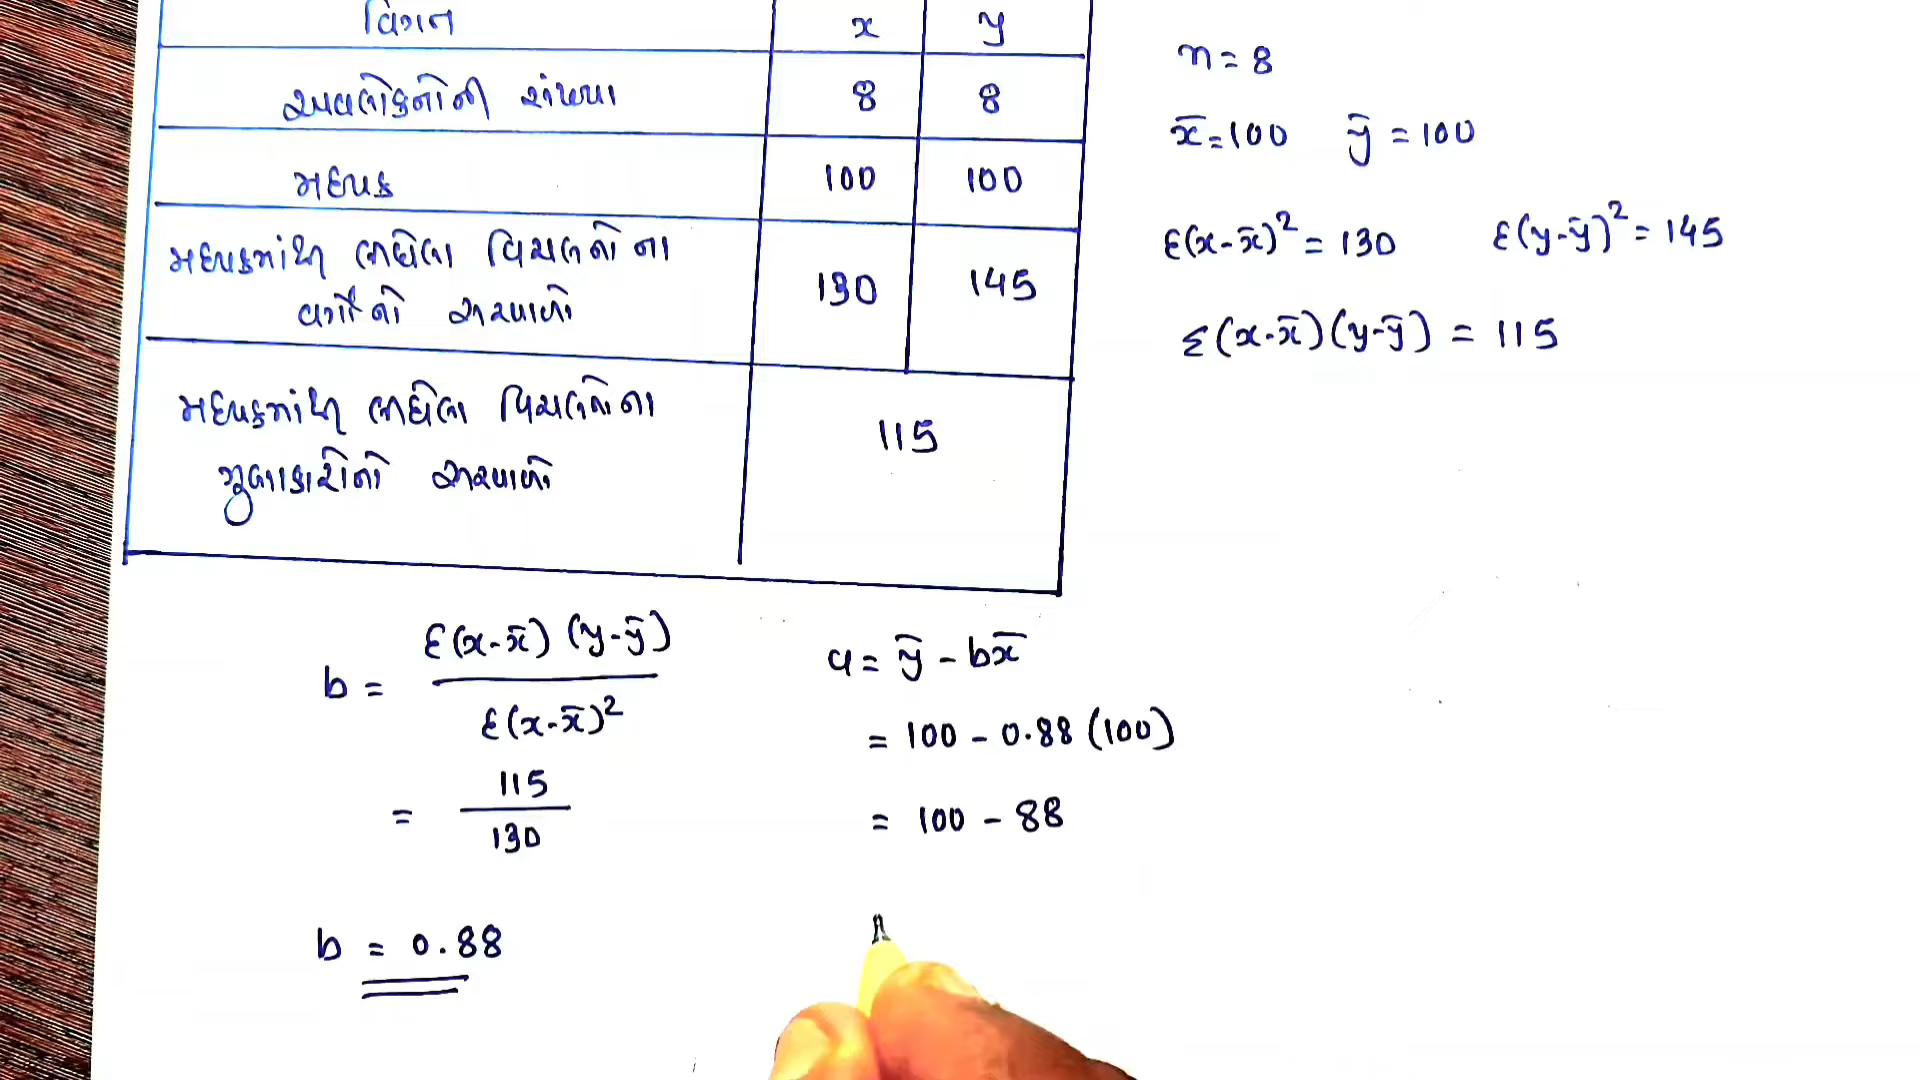 વિગત x y
અવલોકનોની સંખ્યા 8 8
મધ્યક 100 100
મધ્યકમાંથી લીધેલા વિચલનોના 130 145
વર્ગોનો સરવાળો
મધ્યકમાંથી લીધેલા વિચલનોના 115
ગુણાકારોનો સરવાળો
n = 8
x̄ = 100 ȳ = 100
Σ(x-x̄)² = 130 Σ(y-ȳ)² = 145
Σ(x-x̄)(y-ȳ) = 115
b = Σ(x-x̄)(y-ȳ)
Σ(x-x̄)²
= 115
130
b = 0.88
a = ȳ - bx̄
= 100 - 0.88 (100)
= 100 - 88